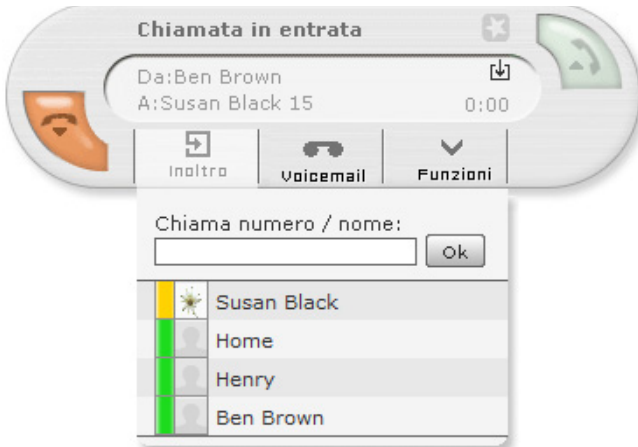 Chiamata in entrata
Da:Ben Brown
A:Susan Black 15
0:00
Inoltro
Voicemail
Funzioni
Chiama numero / nome:
Ok
Susan Black
Home
Henry
Ben Brown